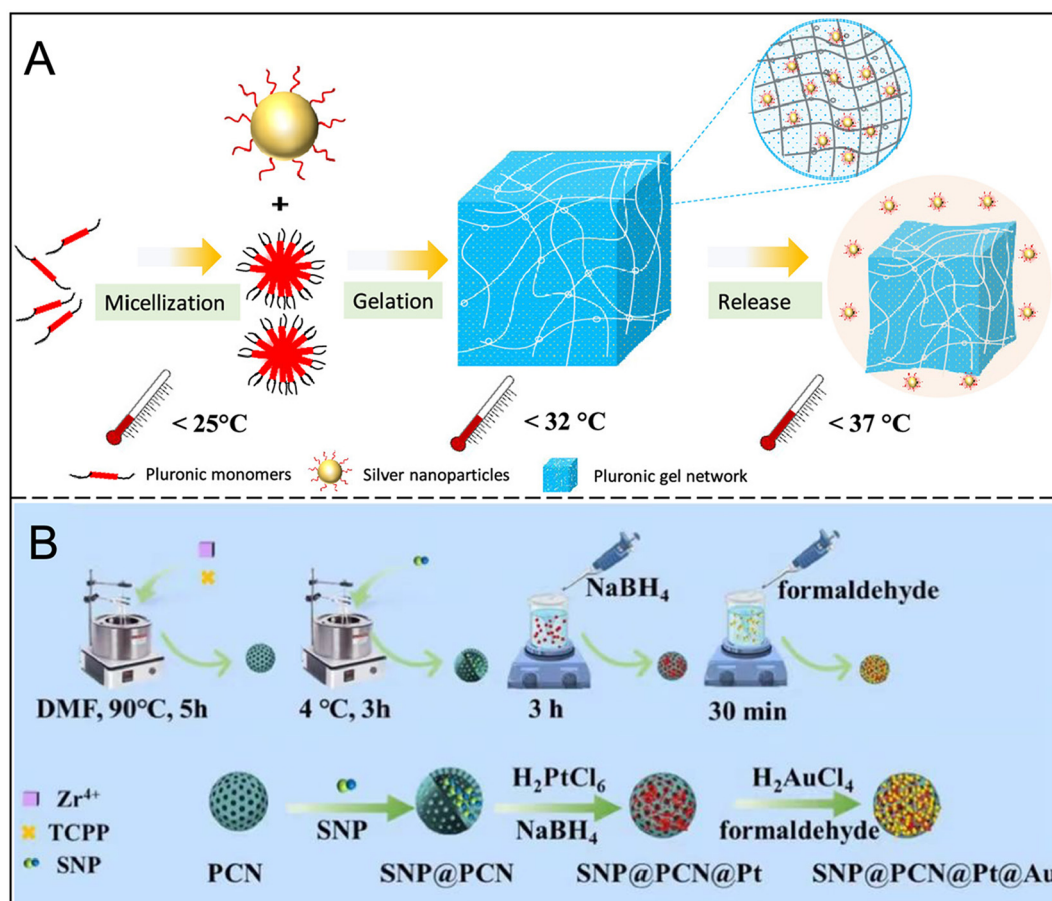 A
+
Micellization
Gelation
Release
< 25°C
< 32 °C
< 37 °C
Pluronic monomers
Silver nanoparticles
Pluronic gel network
B
NaBH4
formaldehyde
DMF, 90°C, 5h
4 °C, 3h
3 h
30 min
Zr4+
TCPP
SNP
SNP
H2PtCl6
NaBH4
H2AuCl4
formaldehyde
PCN
SNP@PCN
SNP@PCN@Pt
SNP@PCN@Pt@Au